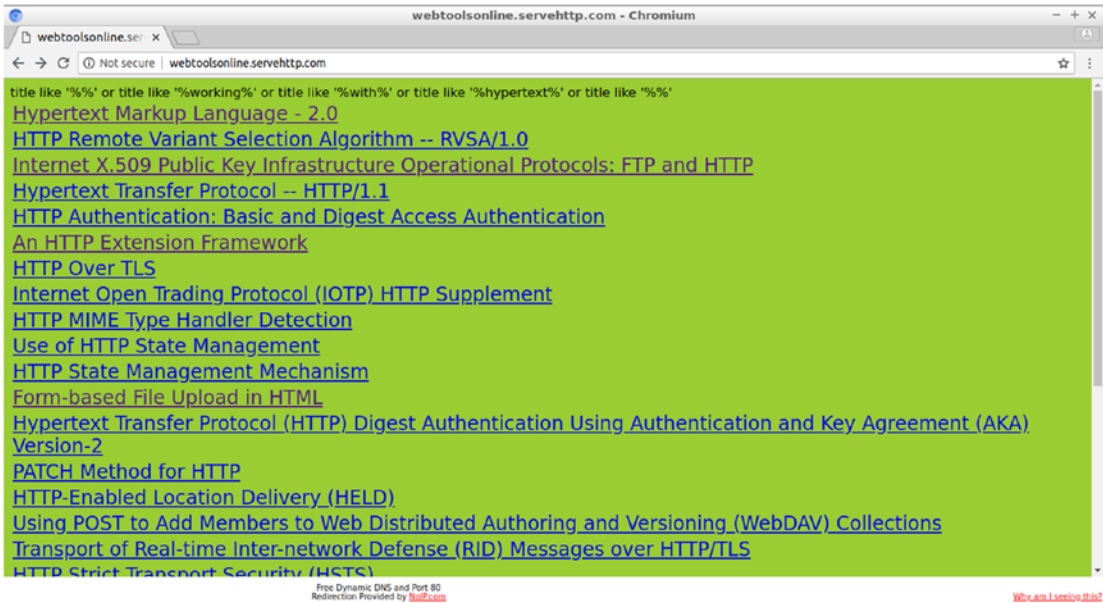 webtoolsonline.servehttp.com - Chromium
webtoolsonline.ser
Not secure | webtoolsonline.servehttp.com
title like '%%' or title like '%working%' or title like '%with%' or title like '%hypertext%' or title like '%%'
Hypertext Markup Language - 2.0
HTTP Remote Variant Selection Algorithm -- RVSA/1.0
Internet X.509 Public Key Infrastructure Operational Protocols: FTP and HTTP
Hypertext Transfer Protocol -- HTTP/1.1
HTTP Authentication: Basic and Digest Access Authentication
An HTTP Extension Framework
HTTP Over TLS
Internet Open Trading Protocol (IOTP) HTTP Supplement
HTTP MIME Type Handler Detection
Use of HTTP State Management
HTTP State Management Mechanism
Form-based File Upload in HTML
Hypertext Transfer Protocol (HTTP) Digest Authentication Using Authentication and Key Agreement (AKA)
Version-2
PATCH Method for HTTP
HTTP-Enabled Location Delivery (HELD)
Using POST to Add Members to Web Distributed Authoring and Versioning (WebDAV) Collections
Transport of Real-time Inter-network Defense (RID) Messages over HTTP/TLS
HTTP Strict Transport Security (HSTS)
Free Dynamic DNS and Port 80
Redirection Provided by NoIP.com
Why am I seeing this?